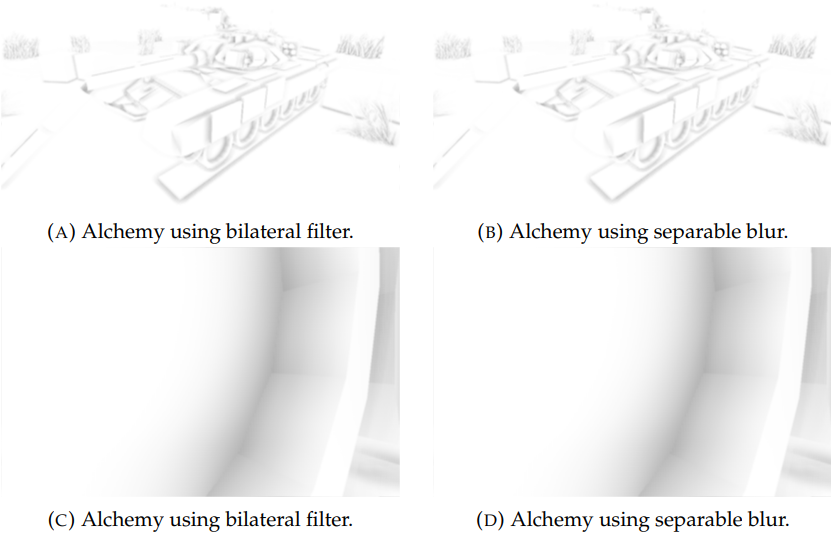 (A) Alchemy using bilateral filter.
(B) Alchemy using separable blur.
(C) Alchemy using bilateral filter.
(D) Alchemy using separable blur.